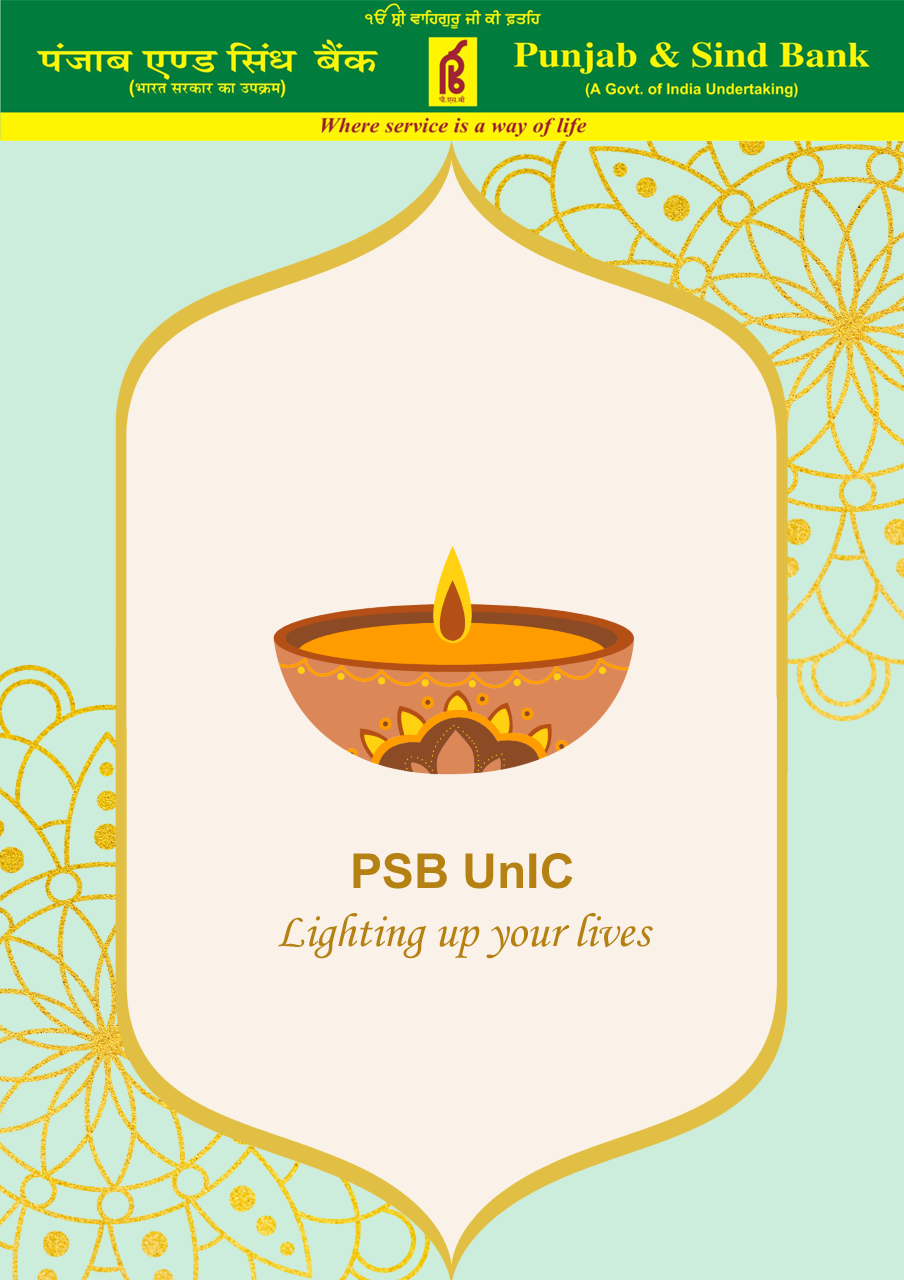 ੴ ਸ੍ਰੀ ਵਾਹਿਗੁਰੂ ਜੀ ਕੀ ਫ਼ਤਹਿ
पंजाब एण्ड सिंध बैंक
(भारत सरकार का उपक्रम)
पी.एस.बी
Punjab & Sind Bank
(A Govt. of India Undertaking)
Where service is a way of life
PSB UnIC
Lighting up your lives